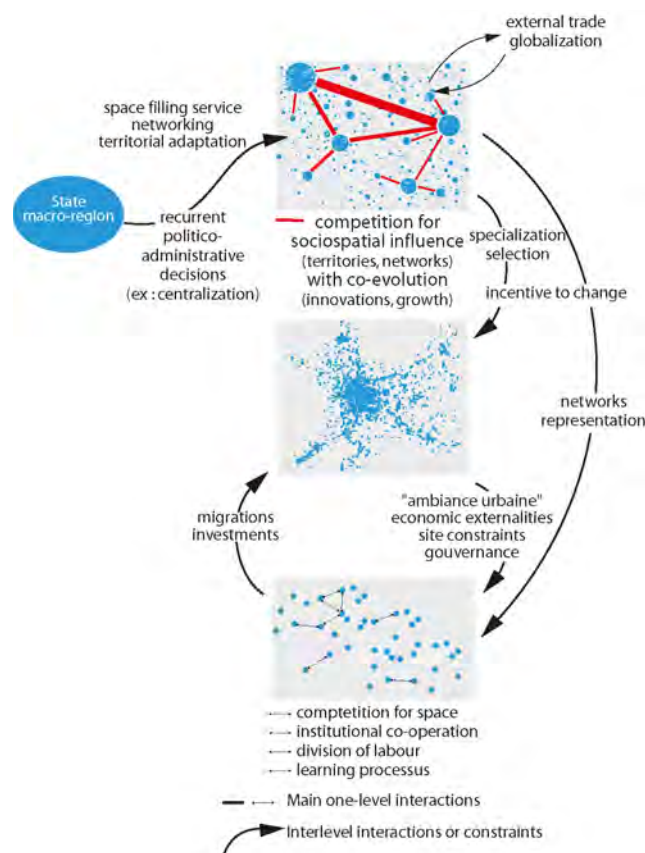 external trade
globalization
space filling service
networking
territorial adaptation
State
macro-region
recurrent
politico-
administrative
decisions
(ex : centralization)
competition for
sociospatial influence
(territories, networks)
with co-evolution
(innovations, growth)
specialization
selection
incentive to change
networks
representation
migrations
investments
"ambiance urbaine"
economic externalities
site constraints
gouvernance
comptetition for space
institutional co-operation
division of labour
learning processus
Main one-level interactions
Interlevel interactions or constraints